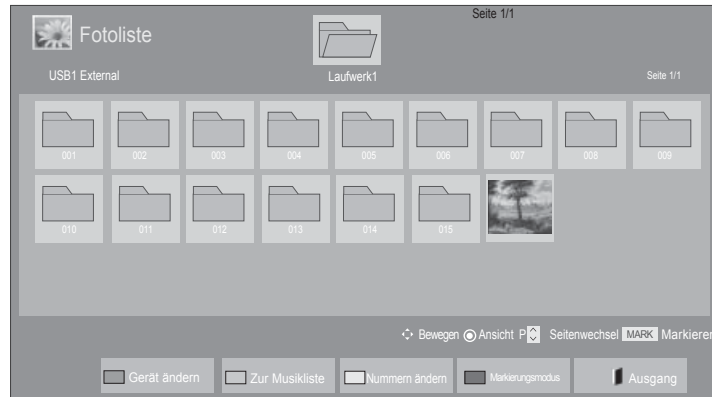 Seite 1/1
Fotoliste
USB1 External
Laufwerk1
Seite 1/1
001 002 003 004 005 006 007 008 009
010 011 012 013 014 015
Bewegen Ansicht P Seitenwechsel MARK Markieren
Gerät ändern Zur Musikliste Nummern ändern Markierungsmodus Ausgang